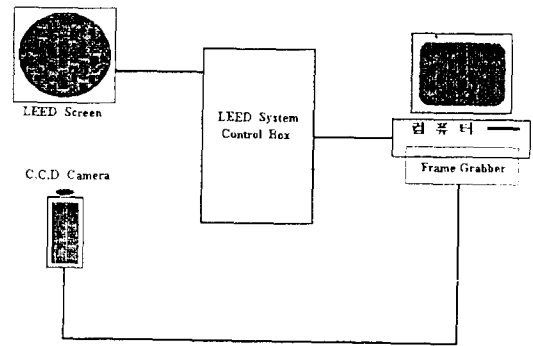 LEED Screen
LEED System
Control Box
컴 퓨 터
Frame Grabber
C.C.D Camera